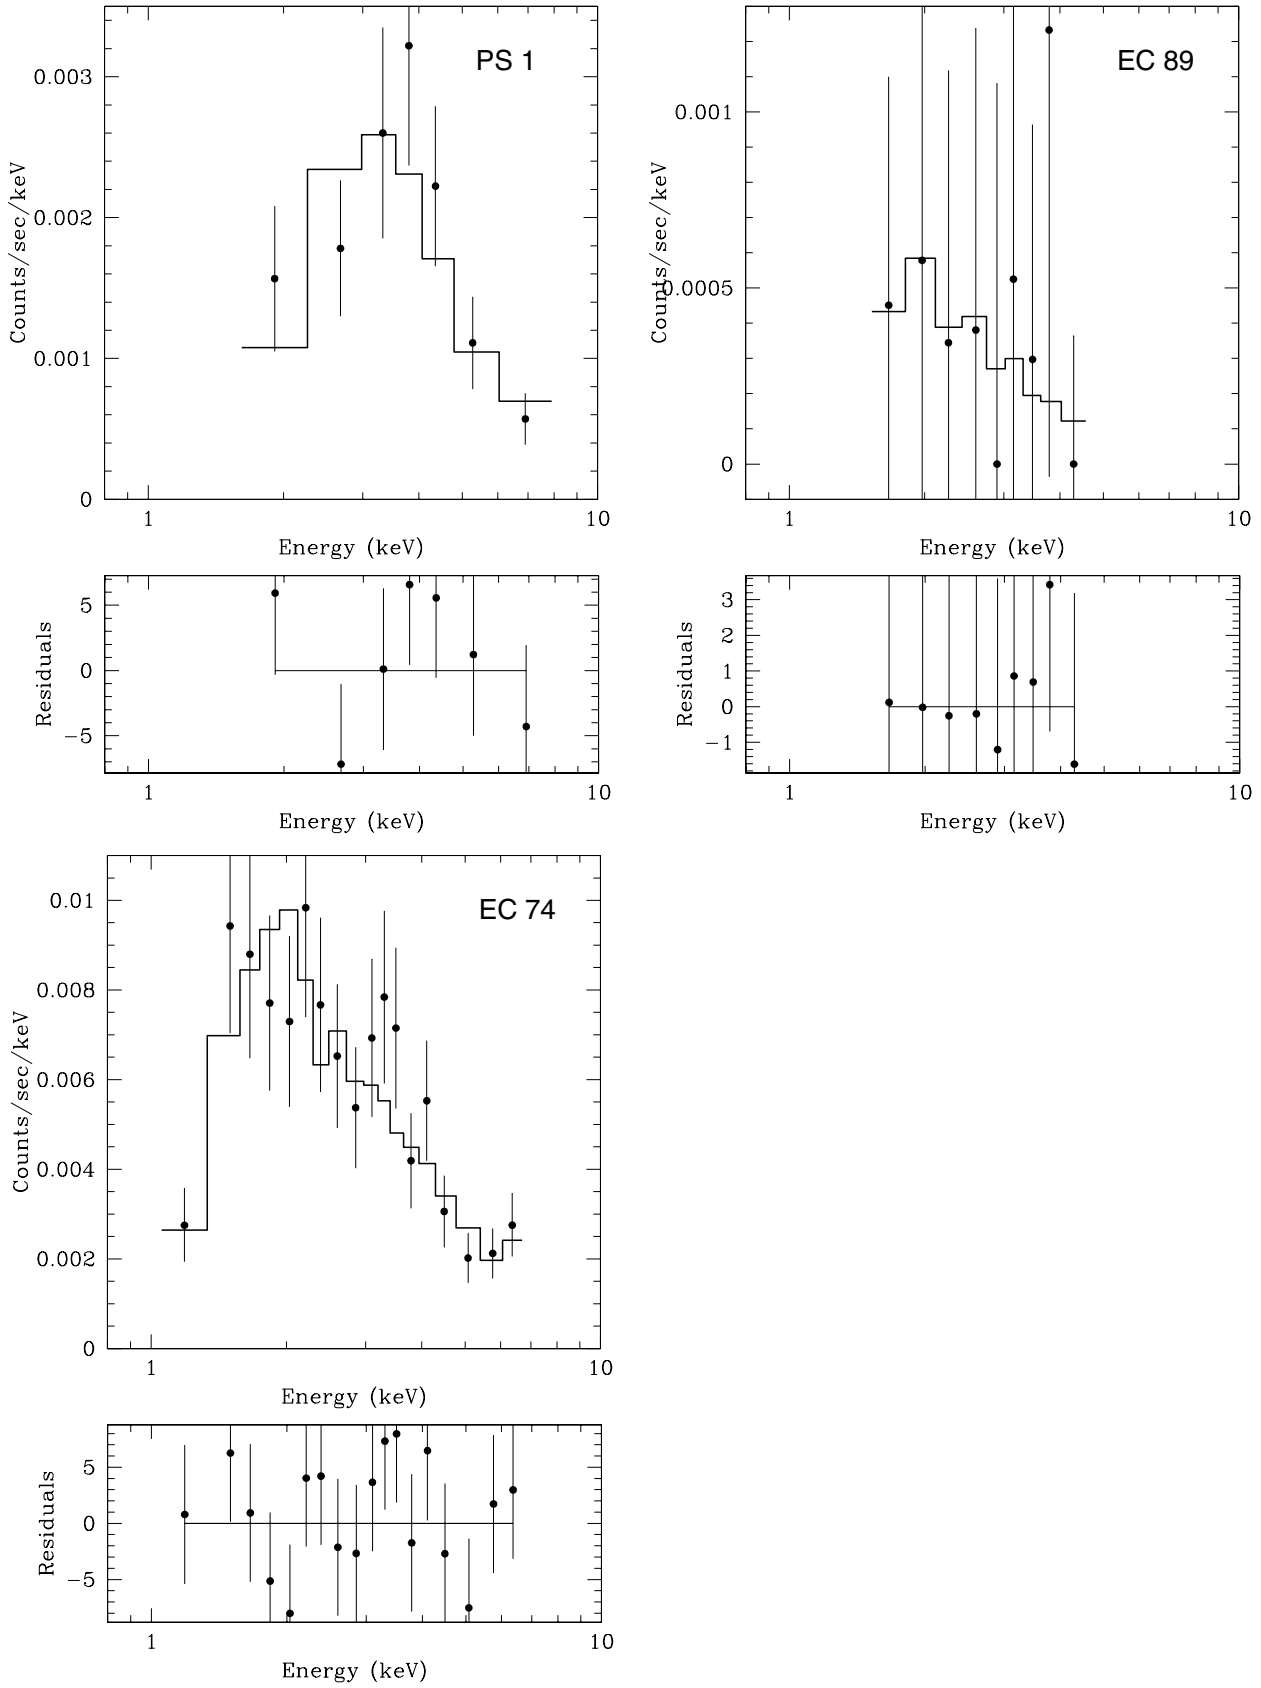 PS 1
0.003
0.002
0.001
0
Counts/sec/keV
1
10
Energy (keV)
5
0
−5
Residuals
1
10
Energy (keV)
EC 89
0.001
0.0005
0
Counts/sec/keV
1
10
Energy (keV)
3
2
1
0
−1
Residuals
1
10
Energy (keV)
EC 74
0.01
0.008
0.006
0.004
0.002
0
Counts/sec/keV
1
10
Energy (keV)
5
0
−5
Residuals
1
10
Energy (keV)